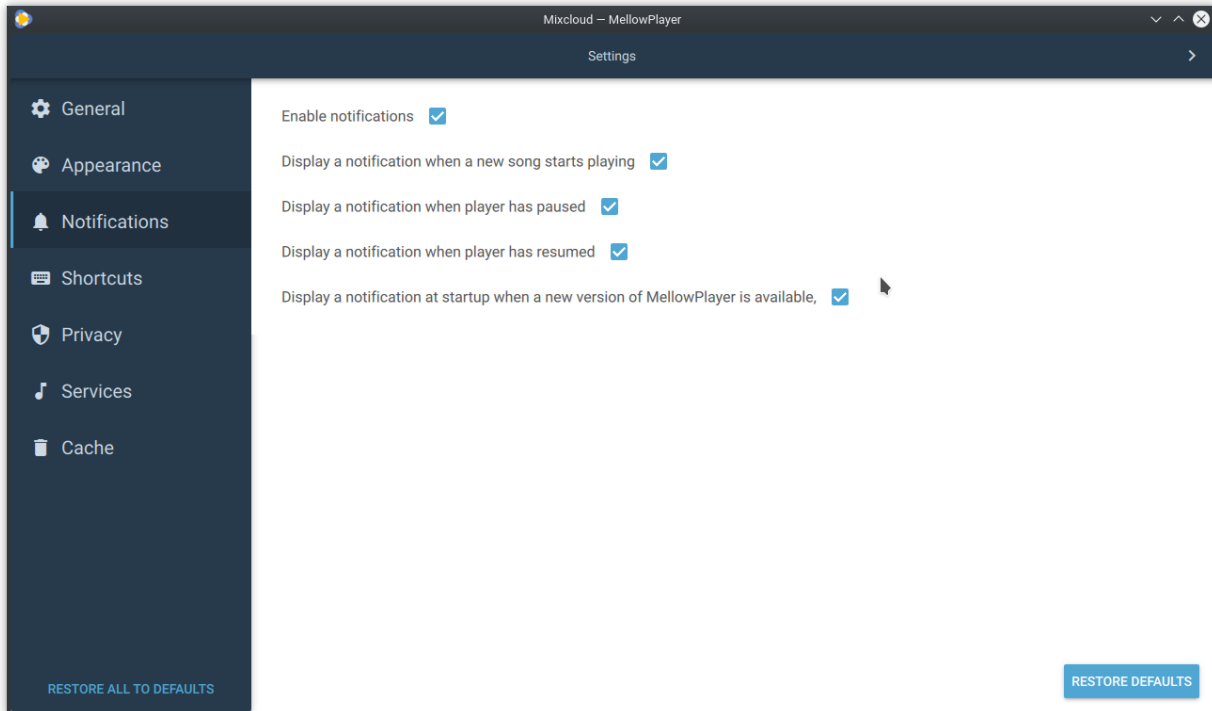 Mixcloud — MellowPlayer
Settings
General
Appearance
Notifications
Shortcuts
Privacy
Services
Cache
RESTORE ALL TO DEFAULTS
Enable notifications
Display a notification when a new song starts playing
Display a notification when player has paused
Display a notification when player has resumed
Display a notification at startup when a new version of MellowPlayer is available,
RESTORE DEFAULTS